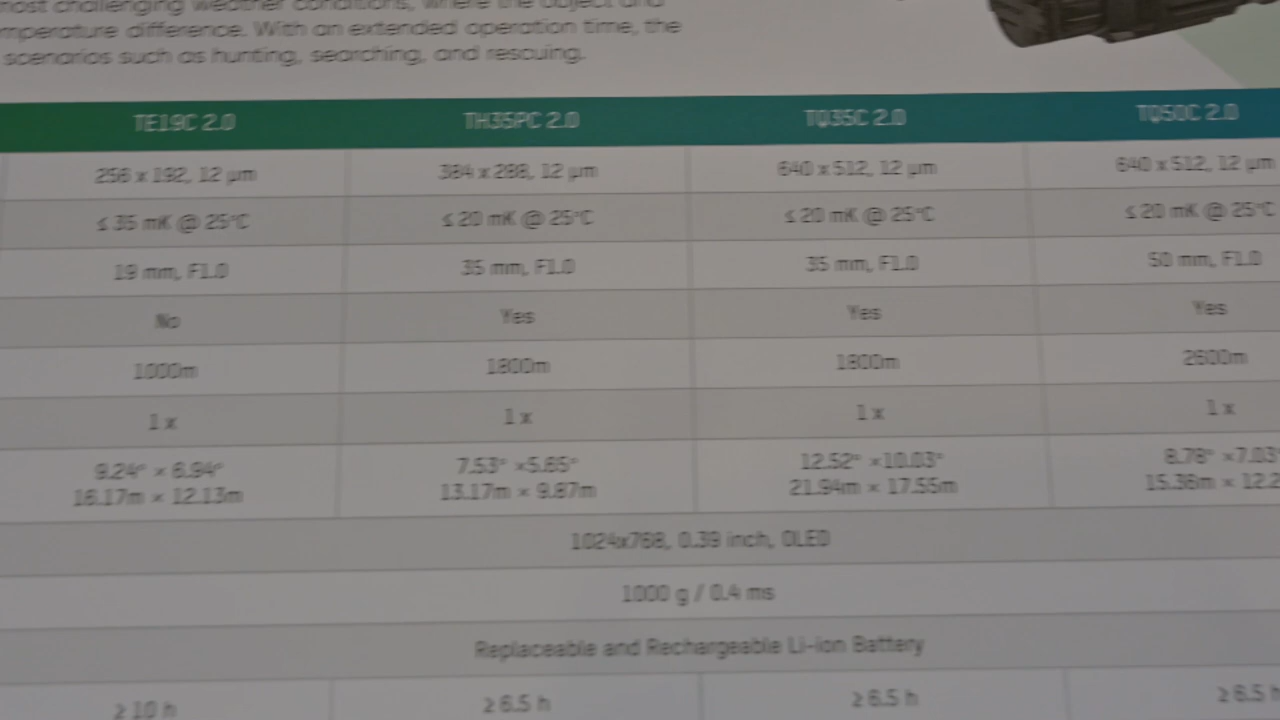 most challenging weather conditions, where the object and
mperature difference. With an extended operation time, the
scenarios such as hunting, searching, and rescuing.
TE19C 2.0 TH35PC 2.0 TQ35C 2.0 TQ50C 2.0
256 x 192, 12 μm 384 x 288, 12 μm 640 x 512, 12 μm 640 x 512, 12 μm
≤ 35 mK @ 25°C ≤ 20 mK @ 25°C ≤ 20 mK @ 25°C ≤ 20 mK @ 25°C
19 mm, F1.0 35 mm, F1.0 35 mm, F1.0 50 mm, F1.0
No Yes Yes Yes
1000m 1800m 1800m 2600m
1 x 1 x 1 x 1 x
9.24° × 6.94° 7.53° ×5.65° 12.52° ×10.03° 8.78° ×7.03°
16.17m × 12.13m 13.17m × 9.87m 21.94m × 17.55m 15.36m × 12.2
1024x768, 0.39 inch, OLED
1000 g / 0.4 ms
Replaceable and Rechargeable Li-ion Battery
≥ 10 h ≥ 6.5 h ≥ 6.5 h ≥ 6.5 h